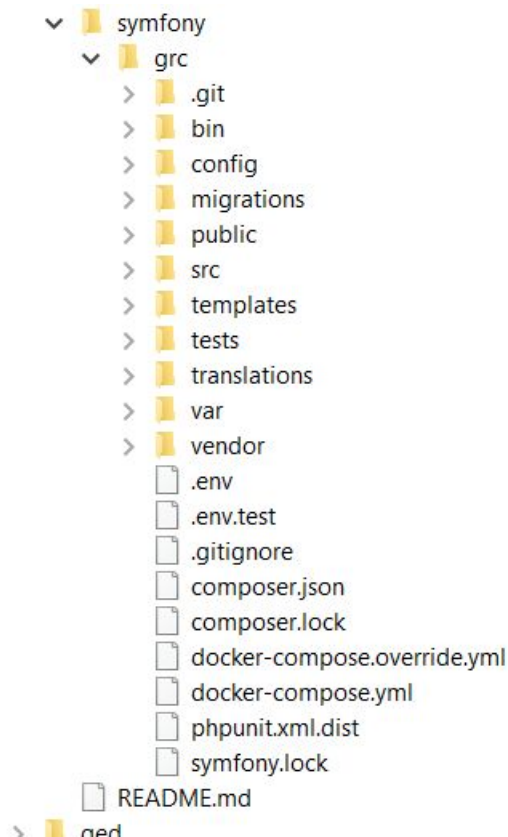 symfony
grc
.git
bin
config
migrations
public
src
templates
tests
translations
var
vendor
.env
.env.test
.gitignore
composer.json
composer.lock
docker-compose.override.yml
docker-compose.yml
phpunit.xml.dist
symfony.lock
README.md